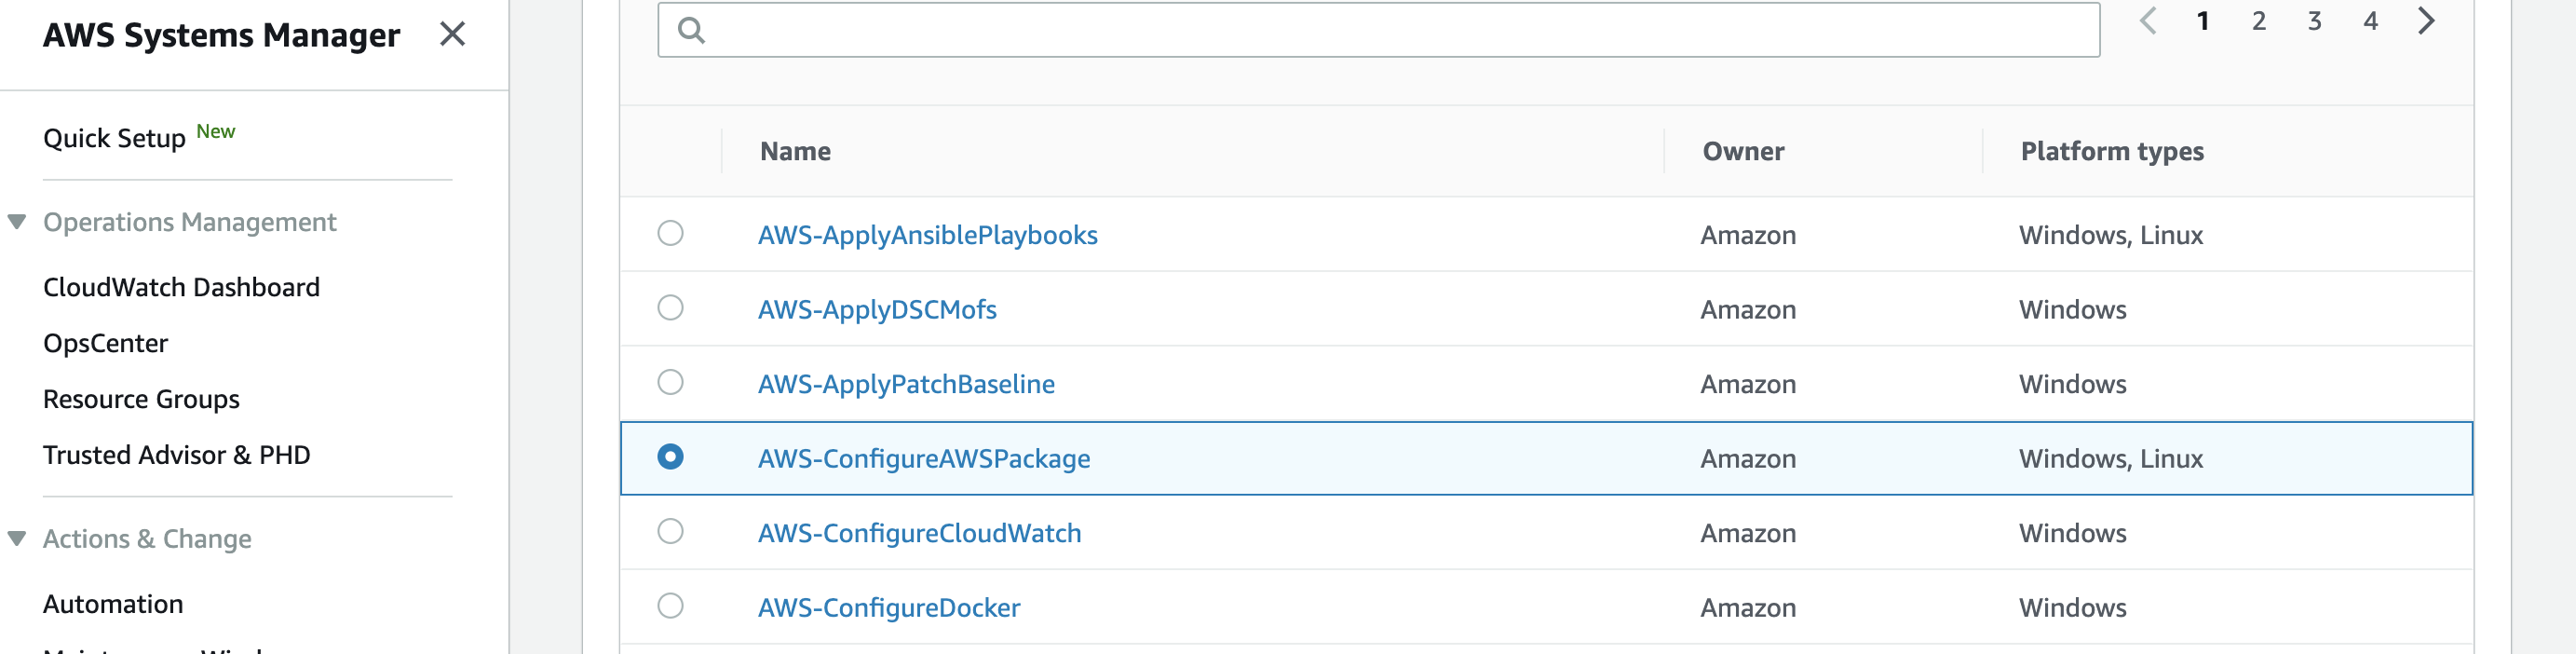 AWS Systems Manager
Quick Setup New
Operations Management
CloudWatch Dashboard
OpsCenter
Resource Groups
Trusted Advisor & PHD
Actions & Change
Automation
1 2 3 4
Name Owner Platform types
AWS-ApplyAnsiblePlaybooks Amazon Windows, Linux
AWS-ApplyDSCMofs Amazon Windows
AWS-ApplyPatchBaseline Amazon Windows
AWS-ConfigureAWSPackage Amazon Windows, Linux
AWS-ConfigureCloudWatch Amazon Windows
AWS-ConfigureDocker Amazon Windows